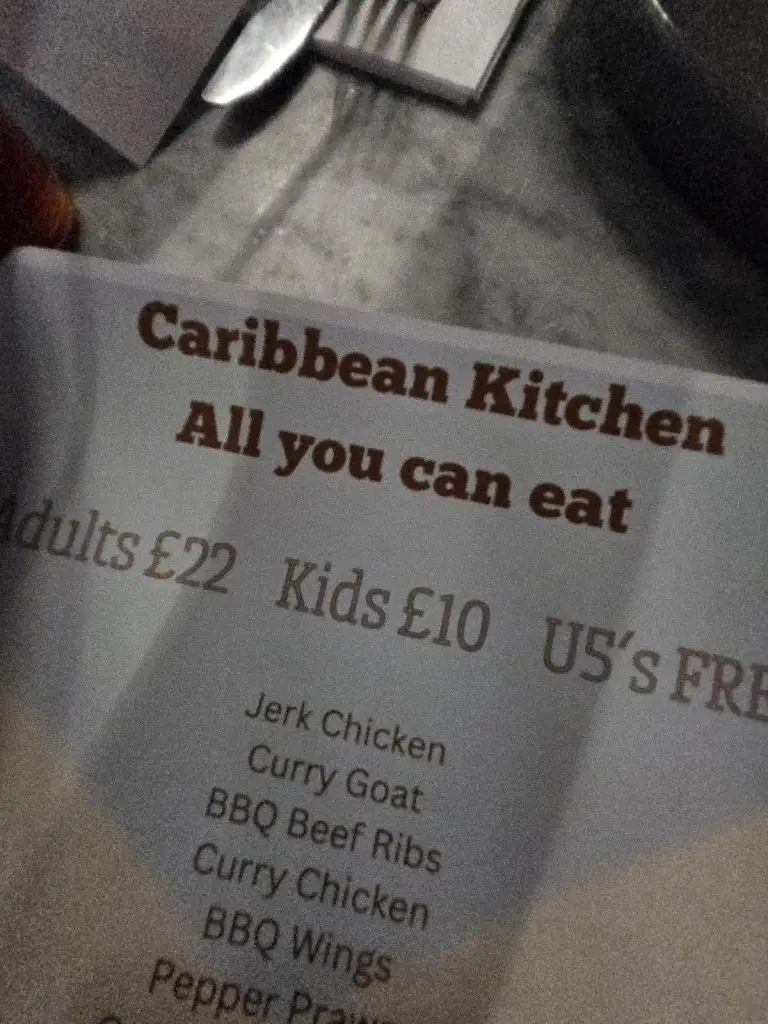 Caribbean Kitchen
All you can eat
Adults £22 Kids £10 U5's FRE
Jerk Chicken
Curry Goat
BBQ Beef Ribs
Curry Chicken
BBQ Wings
Pepper Praw